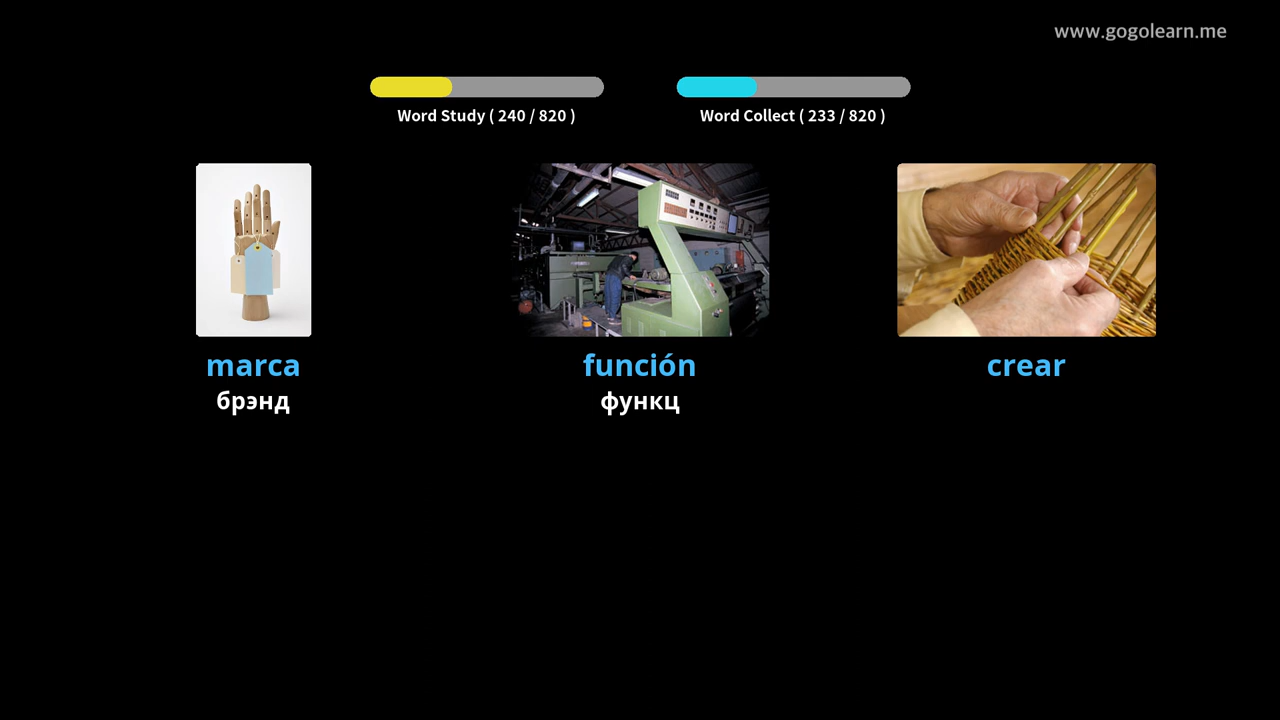 www.gogolearn.me
Word Study ( 240 / 820 )
Word Collect ( 233 / 820 )
marca
función
crear
брэнд
функц